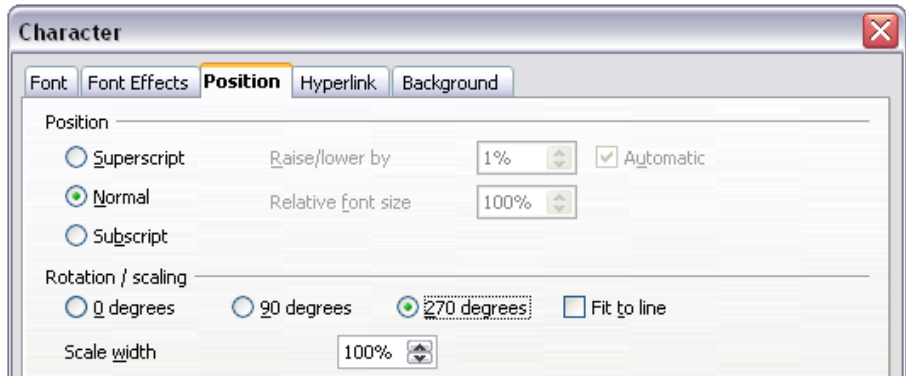 Character
Font Font Effects Position Hyperlink Background
Position
Superscript Raise/lower by 1% Automatic
Normal Relative font size 100%
Subscript
Rotation / scaling
0 degrees 90 degrees 270 degrees Fit to line
Scale width 100%